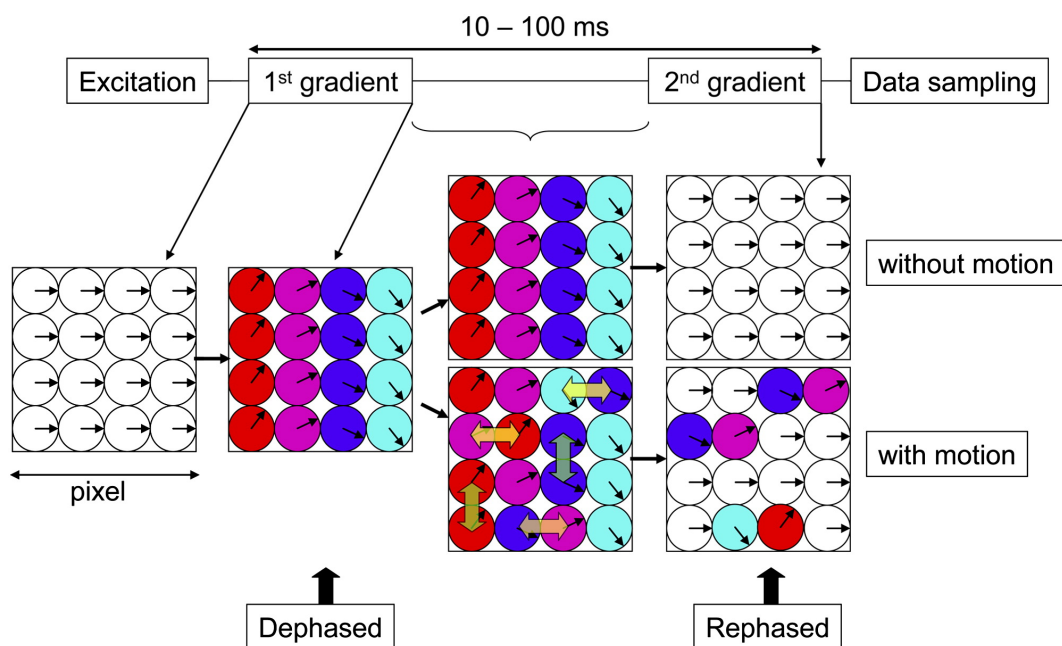 10 – 100 ms
Excitation
1st gradient
2nd gradient
Data sampling
without motion
with motion
pixel
Dephased
Rephased